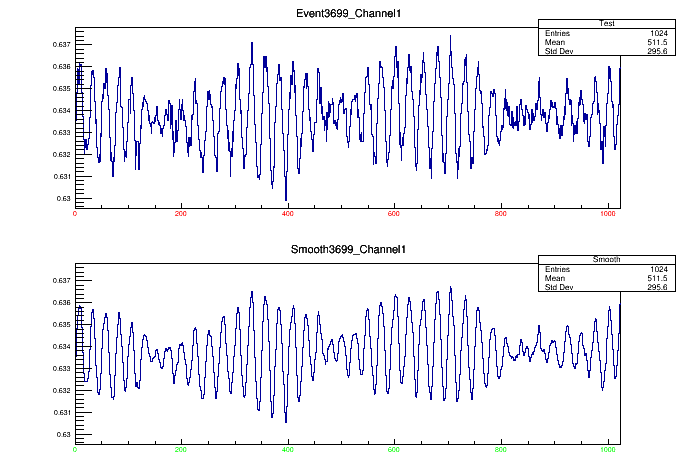 Event3699_Channel1
Test
Entries 1024
Mean 511.5
Std Dev 295.6
0.637
0.636
0.635
0.634
0.633
0.632
0.631
0.63
0 200 400 600 800 1000
Smooth3699_Channel1
Smooth
Entries 1024
Mean 511.5
Std Dev 295.6
0.637
0.636
0.635
0.634
0.633
0.632
0.631
0.63
0 200 400 600 800 1000